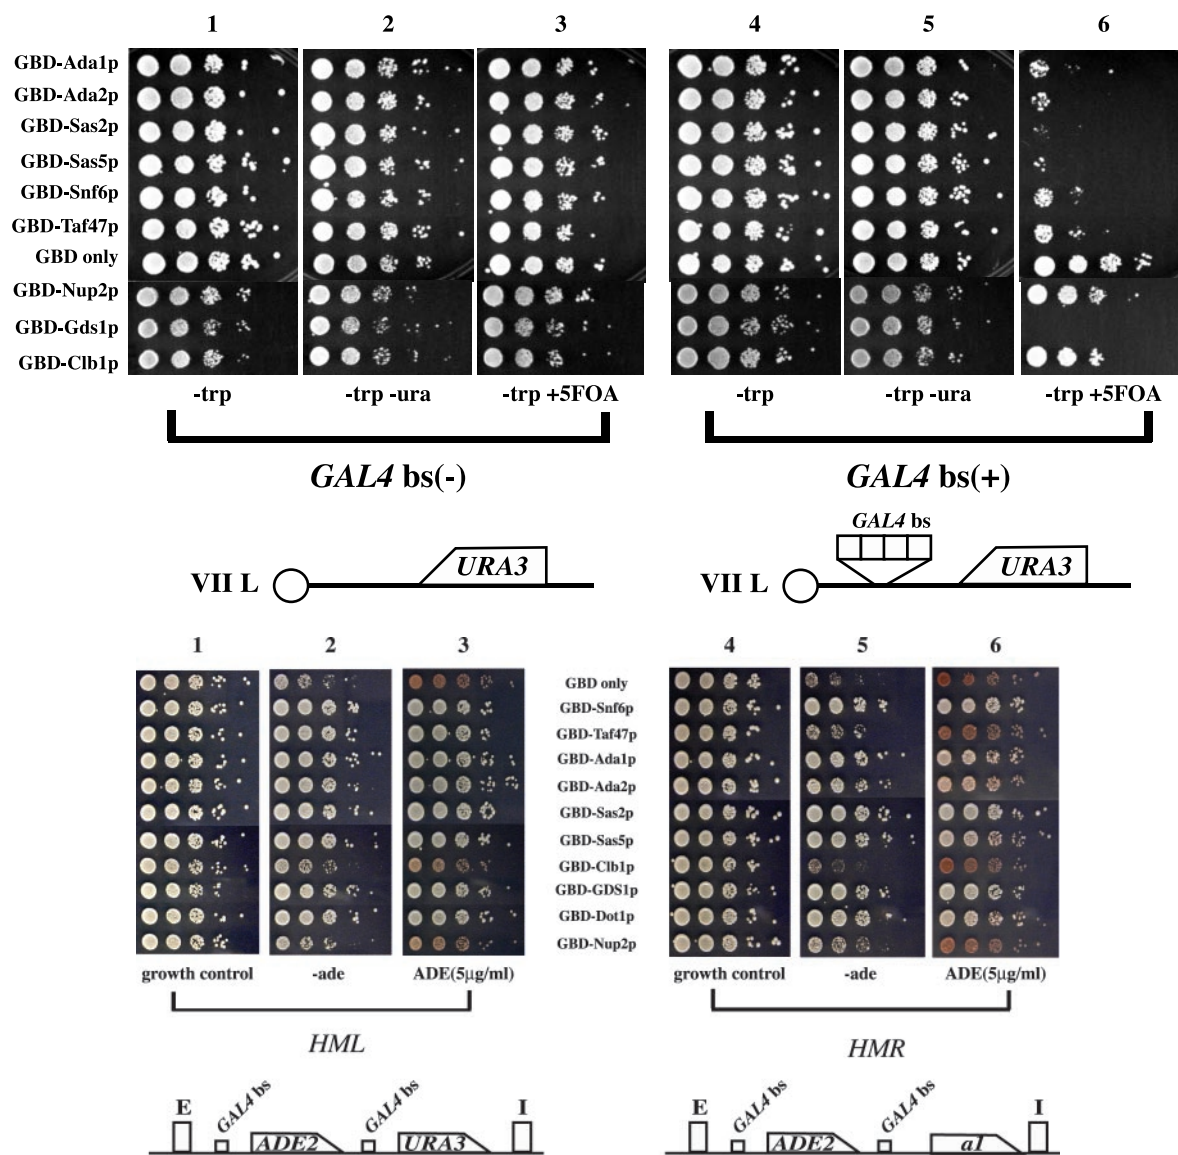 1 2 3 4 5 6
GBD-Ada1p
GBD-Ada2p
GBD-Sas2p
GBD-Sas5p
GBD-Snf6p
GBD-Taf47p
GBD only
GBD-Nup2p
GBD-Gds1p
GBD-Clb1p
-trp -trp -ura -trp +5FOA -trp -trp -ura -trp +5FOA
GAL4 bs(-) GAL4 bs(+)
GAL4 bs
VII L URA3 VII L URA3
1 2 3 4 5 6
GBD only
GBD-Snf6p
GBD-Taf47p
GBD-Ada1p
GBD-Ada2p
GBD-Sas2p
GBD-Sas5p
GBD-Clb1p
GBD-GDS1p
GBD-Dot1p
GBD-Nup2p
growth control -ade ADE(5µg/ml) growth control -ade ADE(5µg/ml)
HML HMR
E GAL4 bs GAL4 bs I E GAL4 bs GAL4 bs I
ADE2 URA3 ADE2 a1